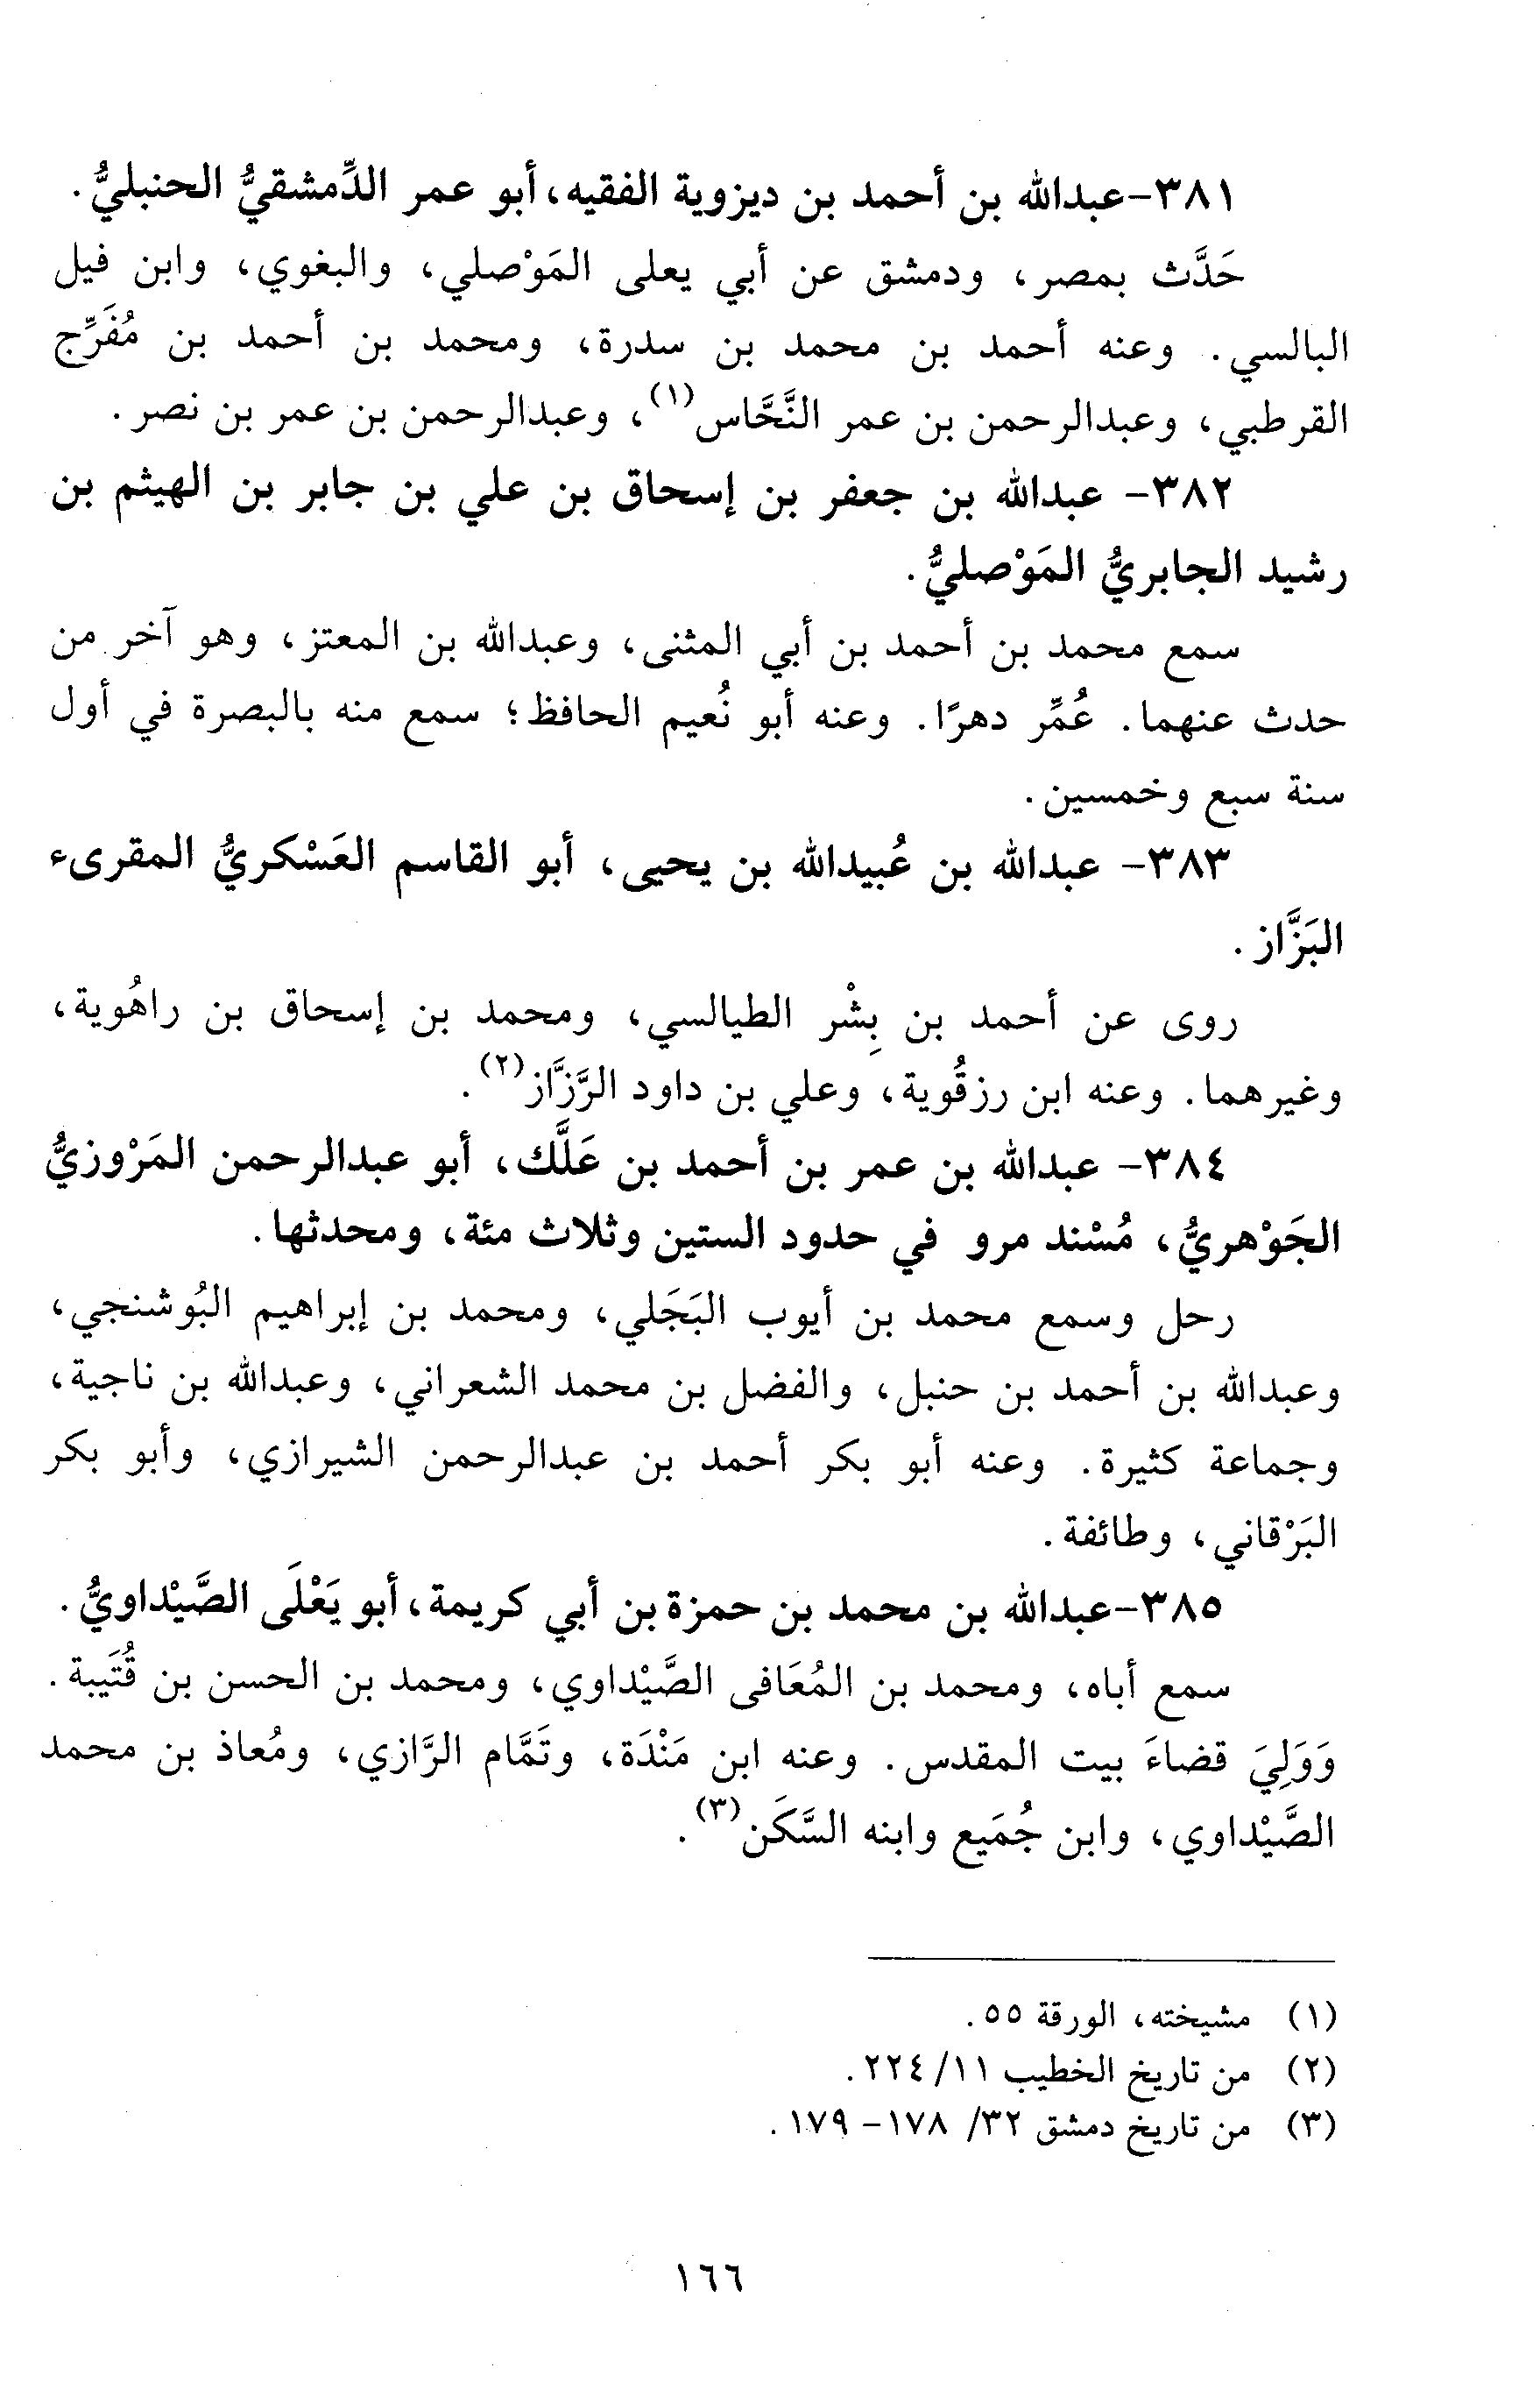 ٣٨١-عبدالله بن أحمد بن ديزوية الفقيه، أبو عمر الدِّمشقيُّ الحنبليُّ.
حَدَّث بمصر، ودمشق عن أبي يعلى المَوْصلي، والبغوي، وابن فيل
البالسي. وعنه أحمد بن محمد بن سدرة، ومحمد بن أحمد بن مُفَرِّج
القرطبي، وعبدالرحمن بن عمر النَّحَّاس(١)، وعبدالرحمن بن عمر بن نصر.
٣٨٢- عبدالله بن جعفر بن إسحاق بن علي بن جابر بن الهيثم بن
رشيد الجابريُّ المَوْصليُّ.
سمع محمد بن أحمد بن أبي المثنى، وعبدالله بن المعتز، وهو آخر من
حدث عنهما. عُمِّر دهرًا. وعنه أبو نُعيم الحافظ؛ سمع منه بالبصرة في أول
سنة سبع وخمسين.
٣٨٣- عبدالله بن عُبيدالله بن يحيى، أبو القاسم العَسْكريُّ المقرىء
البَزَّاز.
روى عن أحمد بن بِشْر الطيالسي، ومحمد بن إسحاق بن راهُوية،
وغيرهما. وعنه ابن رزقُوية، وعلي بن داود الرَّزَّاز(٢).
٣٨٤- عبدالله بن عمر بن أحمد بن عَلَّك، أبو عبدالرحمن المَرْوزيُّ
الجَوْهريُّ، مُسْند مرو في حدود الستين وثلاث مئة، ومحدثها.
رحل وسمع محمد بن أيوب البَجَلي، ومحمد بن إبراهيم البُوشنجي،
وعبدالله بن أحمد بن حنبل، والفضل بن محمد الشعراني، وعبدالله بن ناجية،
وجماعة كثيرة. وعنه أبو بكر أحمد بن عبدالرحمن الشيرازي، وأبو بكر
البَرْقاني، وطائفة.
٣٨٥-عبدالله بن محمد بن حمزة بن أبي كريمة، أبو يَعْلَى الصَّيْداويُّ.
سمع أباه، ومحمد بن المُعَافى الصَّيْداوي، ومحمد بن الحسن بن قُتَيبة.
وَوَلِيَ قضاءَ بيت المقدس. وعنه ابن مَنْدَة، وتَمَّام الرَّازي، ومُعاذ بن محمد
الصَّيْداوي، وابن جُمَيع وابنه السَّكَن(٣).
(١) مشيخته، الورقة ٥٥.
(٢) من تاريخ الخطيب ١١/ ٢٢٤.
(٣) من تاريخ دمشق ٣٢/ ١٧٨- ١٧٩.
١٦٦